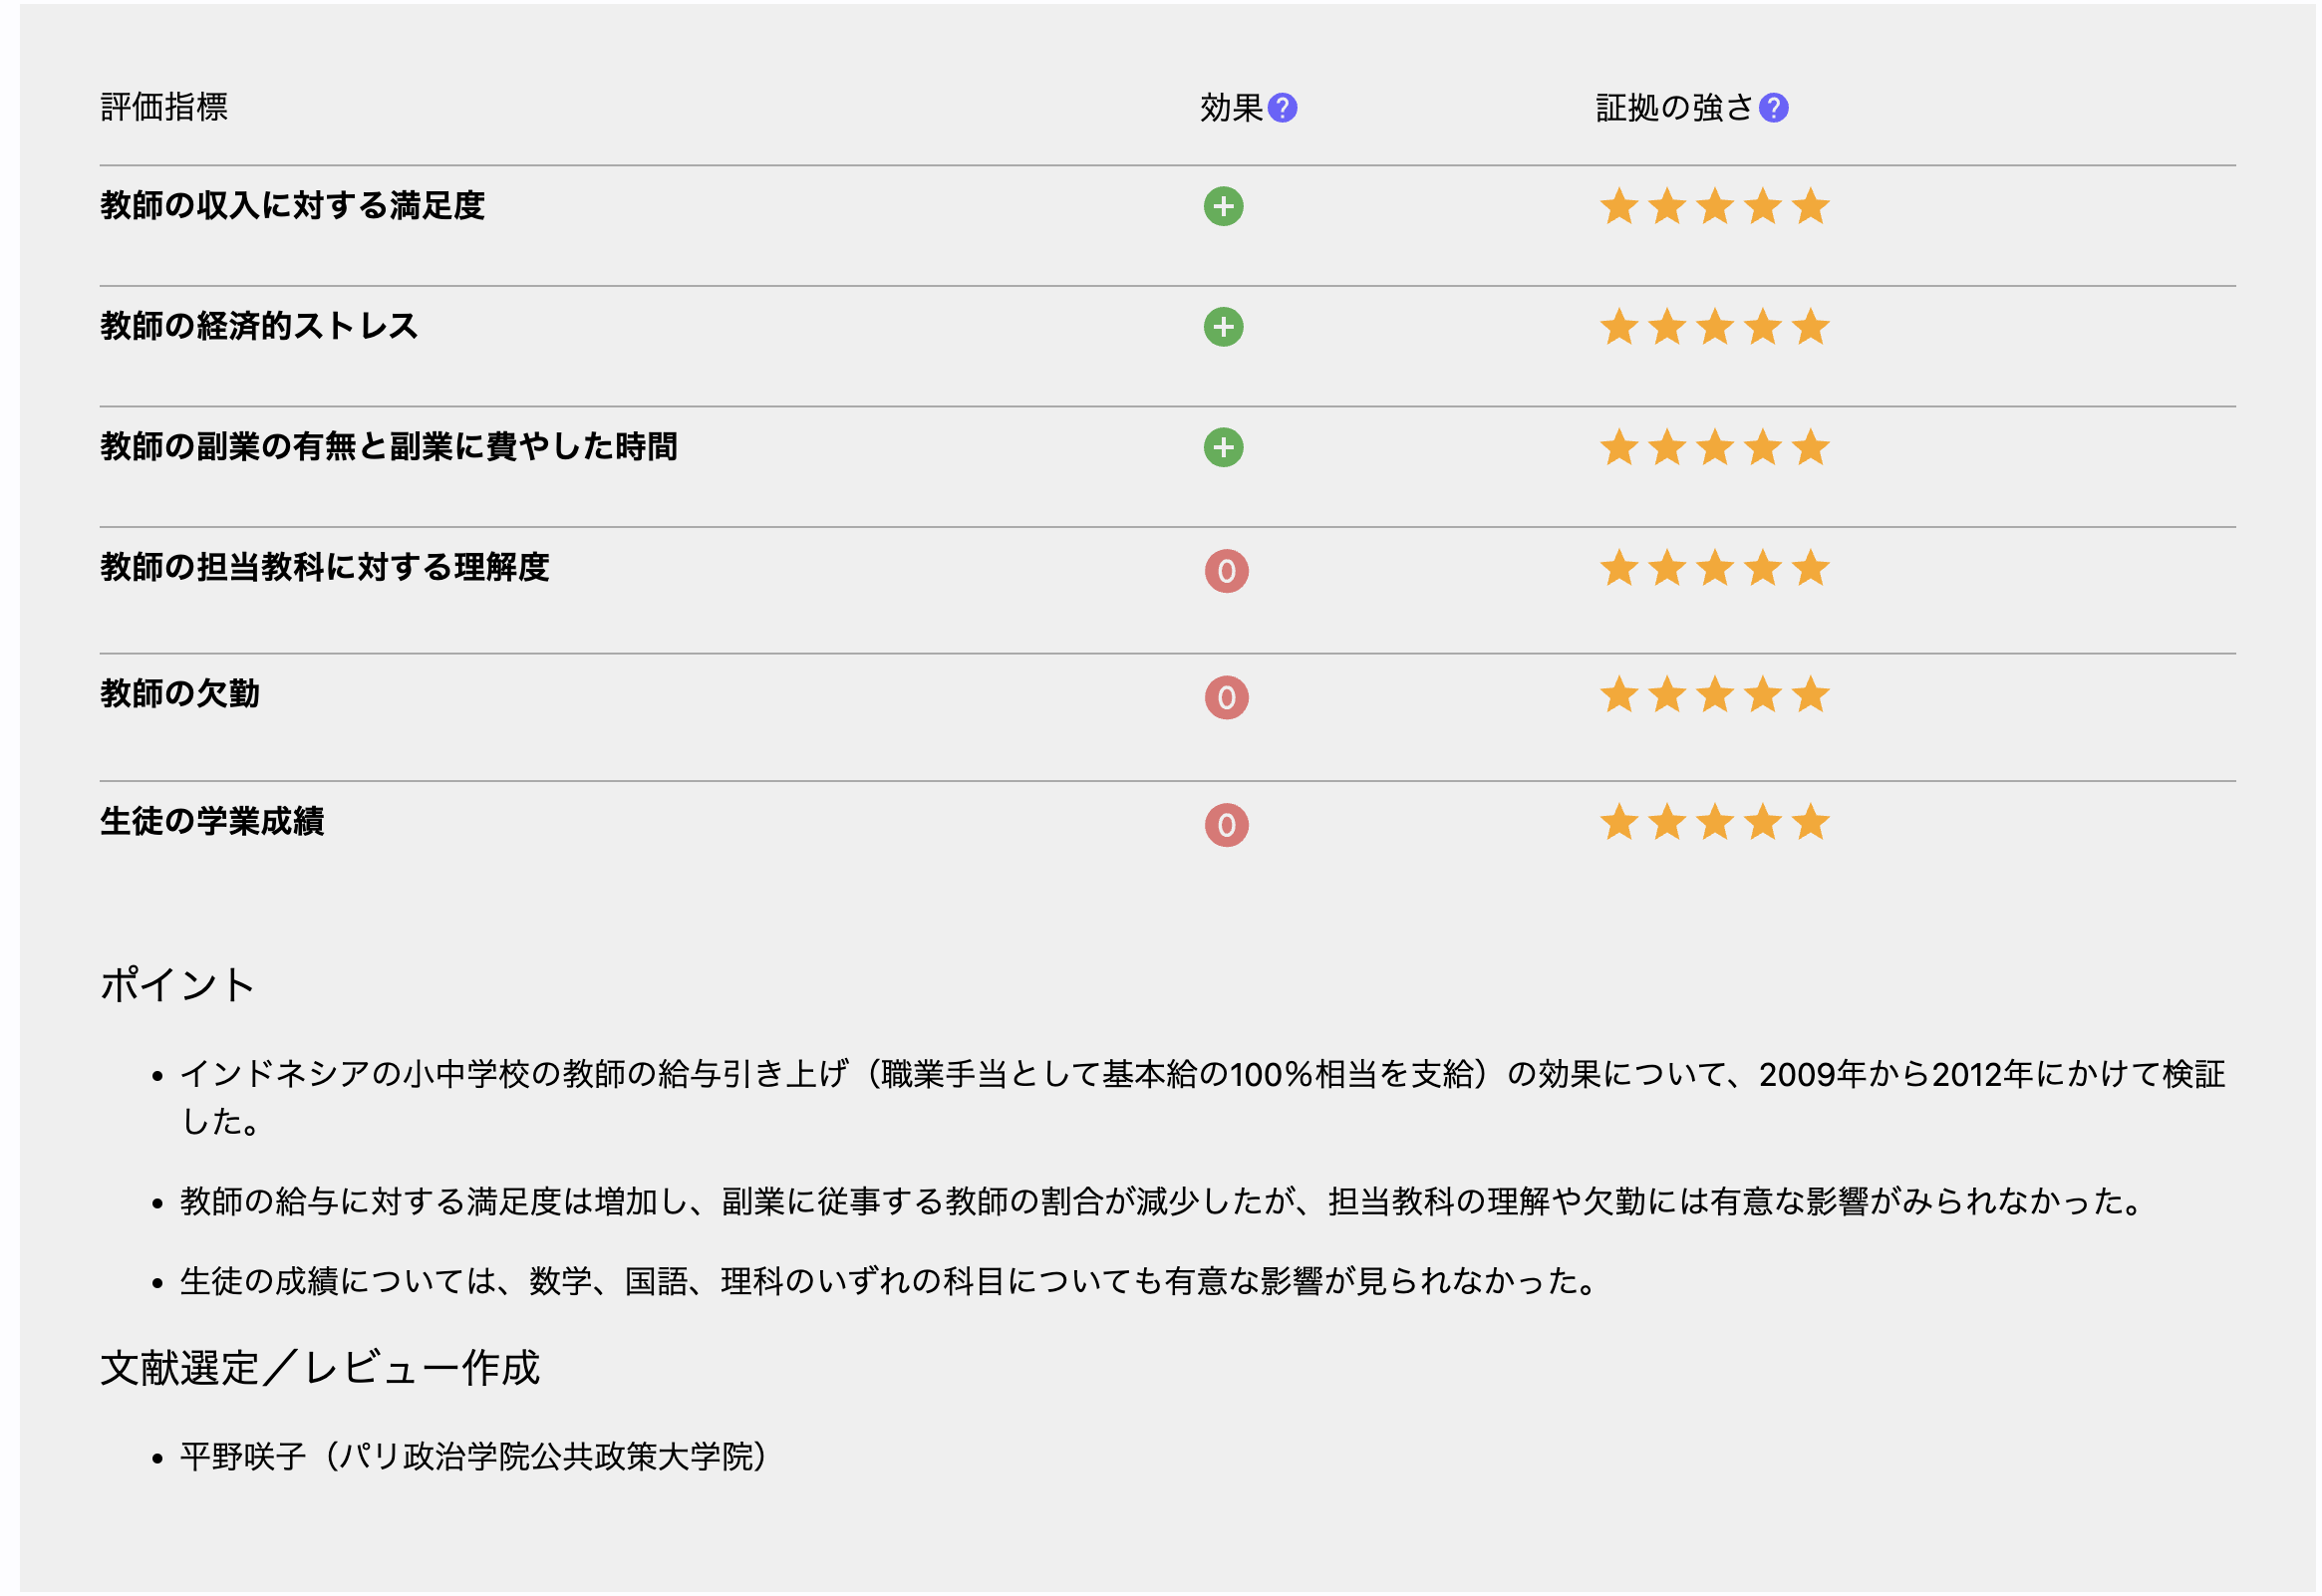 評価指標 効果? 証拠の強さ?
教師の収入に対する満足度 + ★★★★★
教師の経済的ストレス + ★★★★★
教師の副業の有無と副業に費やした時間 + ★★★★★
教師の担当教科に対する理解度 0 ★★★★★
教師の欠勤 0 ★★★★★
生徒の学業成績 0 ★★★★★
ポイント
• インドネシアの小中学校の教師の給与引き上げ（職業手当として基本給の100％相当を支給）の効果について、2009年から2012年にかけて検証
した。
• 教師の給与に対する満足度は増加し、副業に従事する教師の割合が減少したが、担当教科の理解や欠勤には有意な影響がみられなかった。
• 生徒の成績については、数学、国語、理科のいずれの科目についても有意な影響が見られなかった。
文献選定／レビュー作成
• 平野咲子（パリ政治学院公共政策大学院）